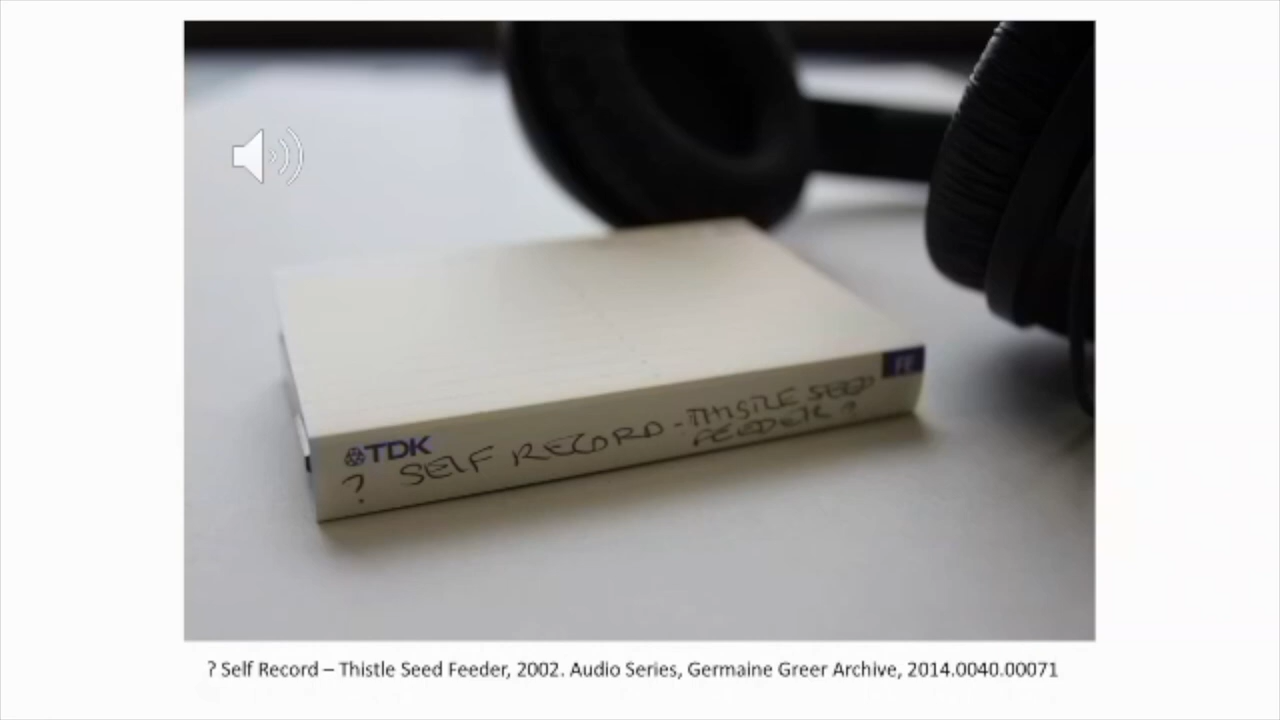 TDK
FE
? SELF RECORD - THISTLE SEED
FEEDER ?
? Self Record – Thistle Seed Feeder, 2002. Audio Series, Germaine Greer Archive, 2014.0040.00071